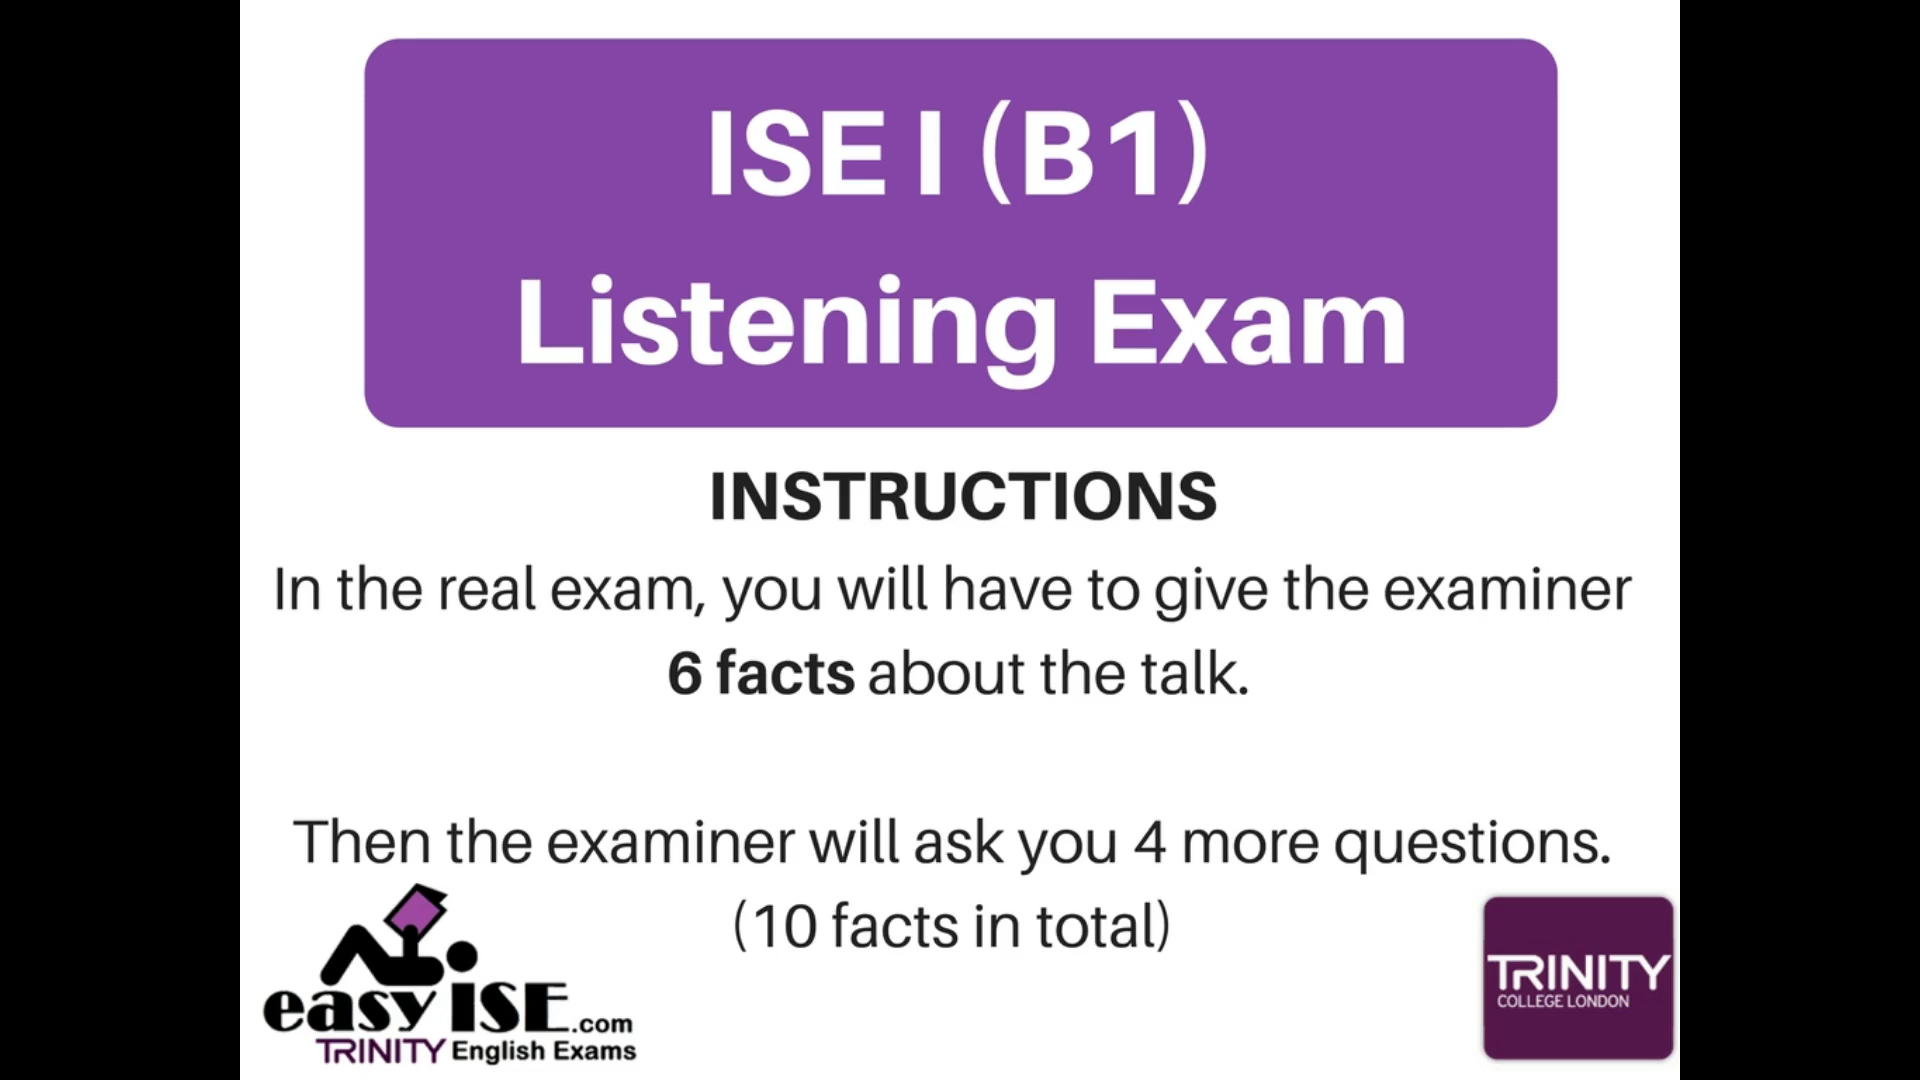 ISE I (B1)
Listening Exam
INSTRUCTIONS
In the real exam, you will have to give the examiner
6 facts about the talk.
Then the examiner will ask you 4 more questions.
(10 facts in total)
easy ISE.com
TRINITY English Exams
TRINITY
COLLEGE LONDON